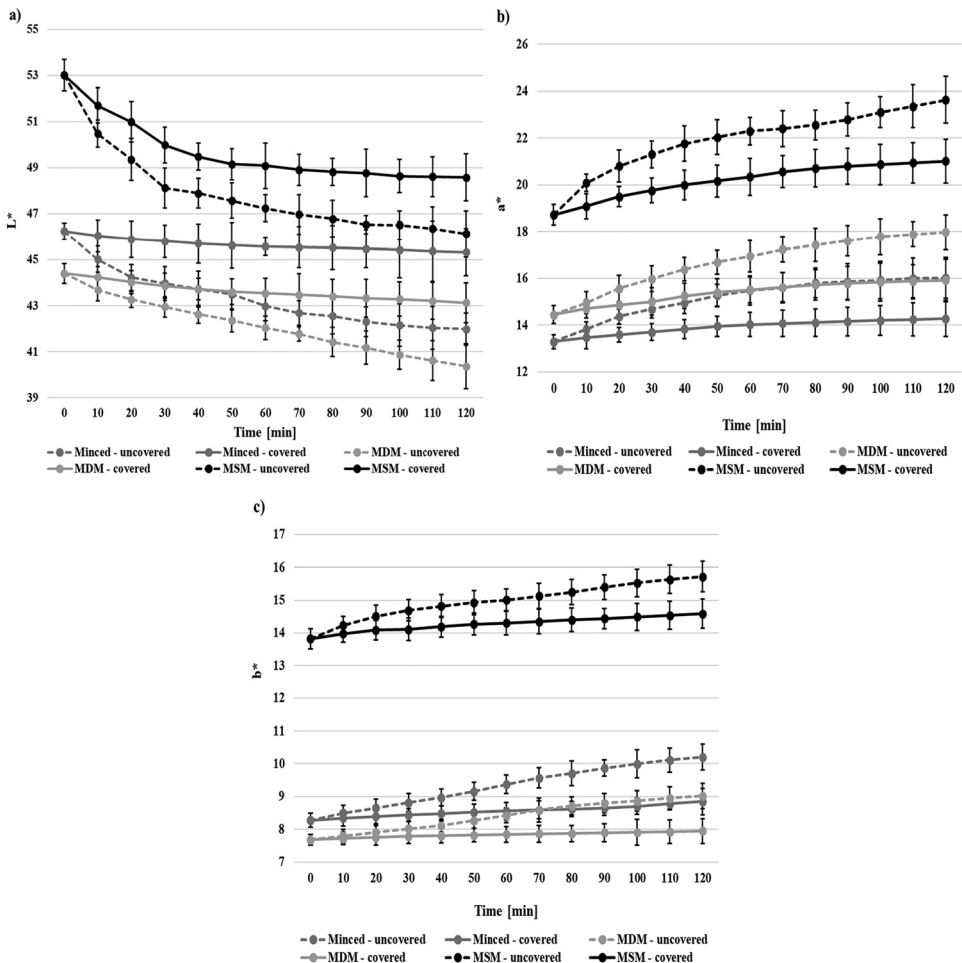 a)
55
53
51
49
47
45
43
41
39
L*
0 10 20 30 40 50 60 70 80 90 100 110 120
Time [min]
Minced - uncovered Minced - covered MDM - uncovered
MDM - covered MSM - uncovered MSM - covered
b)
26
24
22
20
18
16
14
12
a*
0 10 20 30 40 50 60 70 80 90 100 110 120
Time [min]
Minced - uncovered Minced - covered MDM - uncovered
MDM - covered MSM - uncovered MSM - covered
c)
17
16
15
14
13
12
11
10
9
8
7
b*
0 10 20 30 40 50 60 70 80 90 100 110 120
Time [min]
Minced - uncovered Minced - covered MDM - uncovered
MDM - covered MSM - uncovered MSM - covered